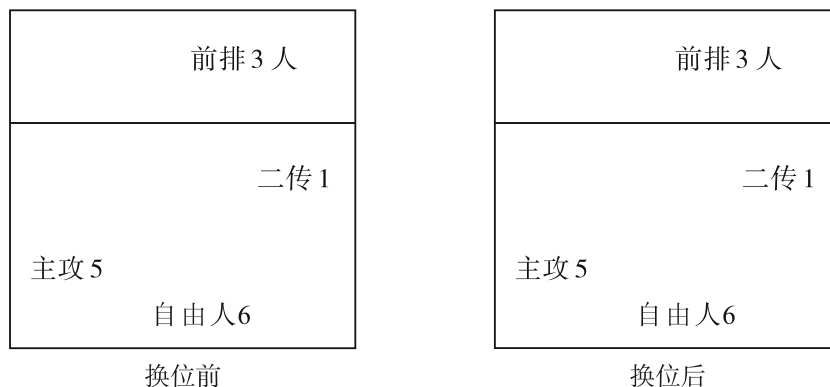 前排3人 前排3人
二传1 二传1
主攻5 主攻5
自由人6 自由人6
换位前 换位后